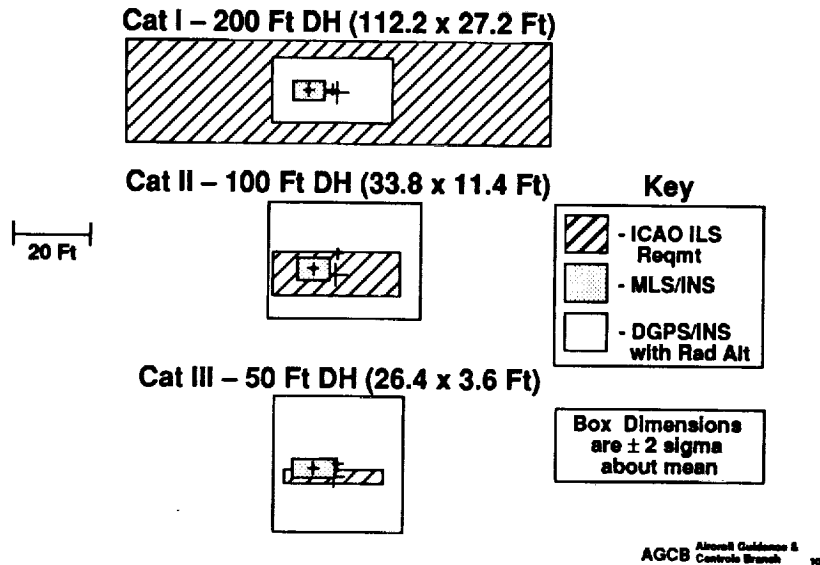 Cat I – 200 Ft DH (112.2 x 27.2 Ft)
Cat II – 100 Ft DH (33.8 x 11.4 Ft)
20 Ft
Key
- ICAO ILS
Reqmt
- MLS/INS
- DGPS/INS
with Rad Alt
Cat III – 50 Ft DH (26.4 x 3.6 Ft)
Box Dimensions
are ± 2 sigma
about mean
AGCB Aircraft Guidance &
Controls Branch